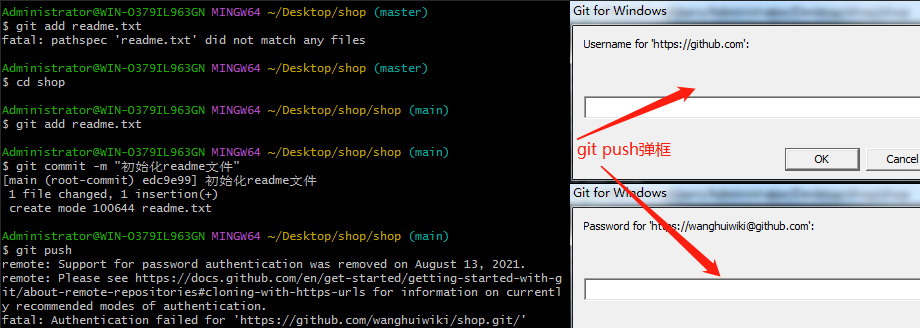 Administrator@WIN-O379IL963GN MINGW64 ~/Desktop/shop (master)
$ git add readme.txt
fatal: pathspec 'readme.txt' did not match any files
Administrator@WIN-O379IL963GN MINGW64 ~/Desktop/shop (master)
$ cd shop
Administrator@WIN-O379IL963GN MINGW64 ~/Desktop/shop/shop (main)
$ git add readme.txt
Administrator@WIN-O379IL963GN MINGW64 ~/Desktop/shop/shop (main)
$ git commit -m "初始化readme文件"
[main (root-commit) edc9e99] 初始化readme文件
1 file changed, 1 insertion(+)
create mode 100644 readme.txt
Administrator@WIN-O379IL963GN MINGW64 ~/Desktop/shop/shop (main)
$ git push
remote: Support for password authentication was removed on August 13, 2021.
remote: Please see https://docs.github.com/en/get-started/getting-started-with-g
it/about-remote-repositories#cloning-with-https-urls for information on currentl
y recommended modes of authentication.
fatal: Authentication failed for 'https://github.com/wanghuiwiki/shop.git/'
Git for Windows
Username for 'https://github.com':
git push弹框
OK
Cancel
Git for Windows
Password for 'https://wanghuiwiki@github.com':